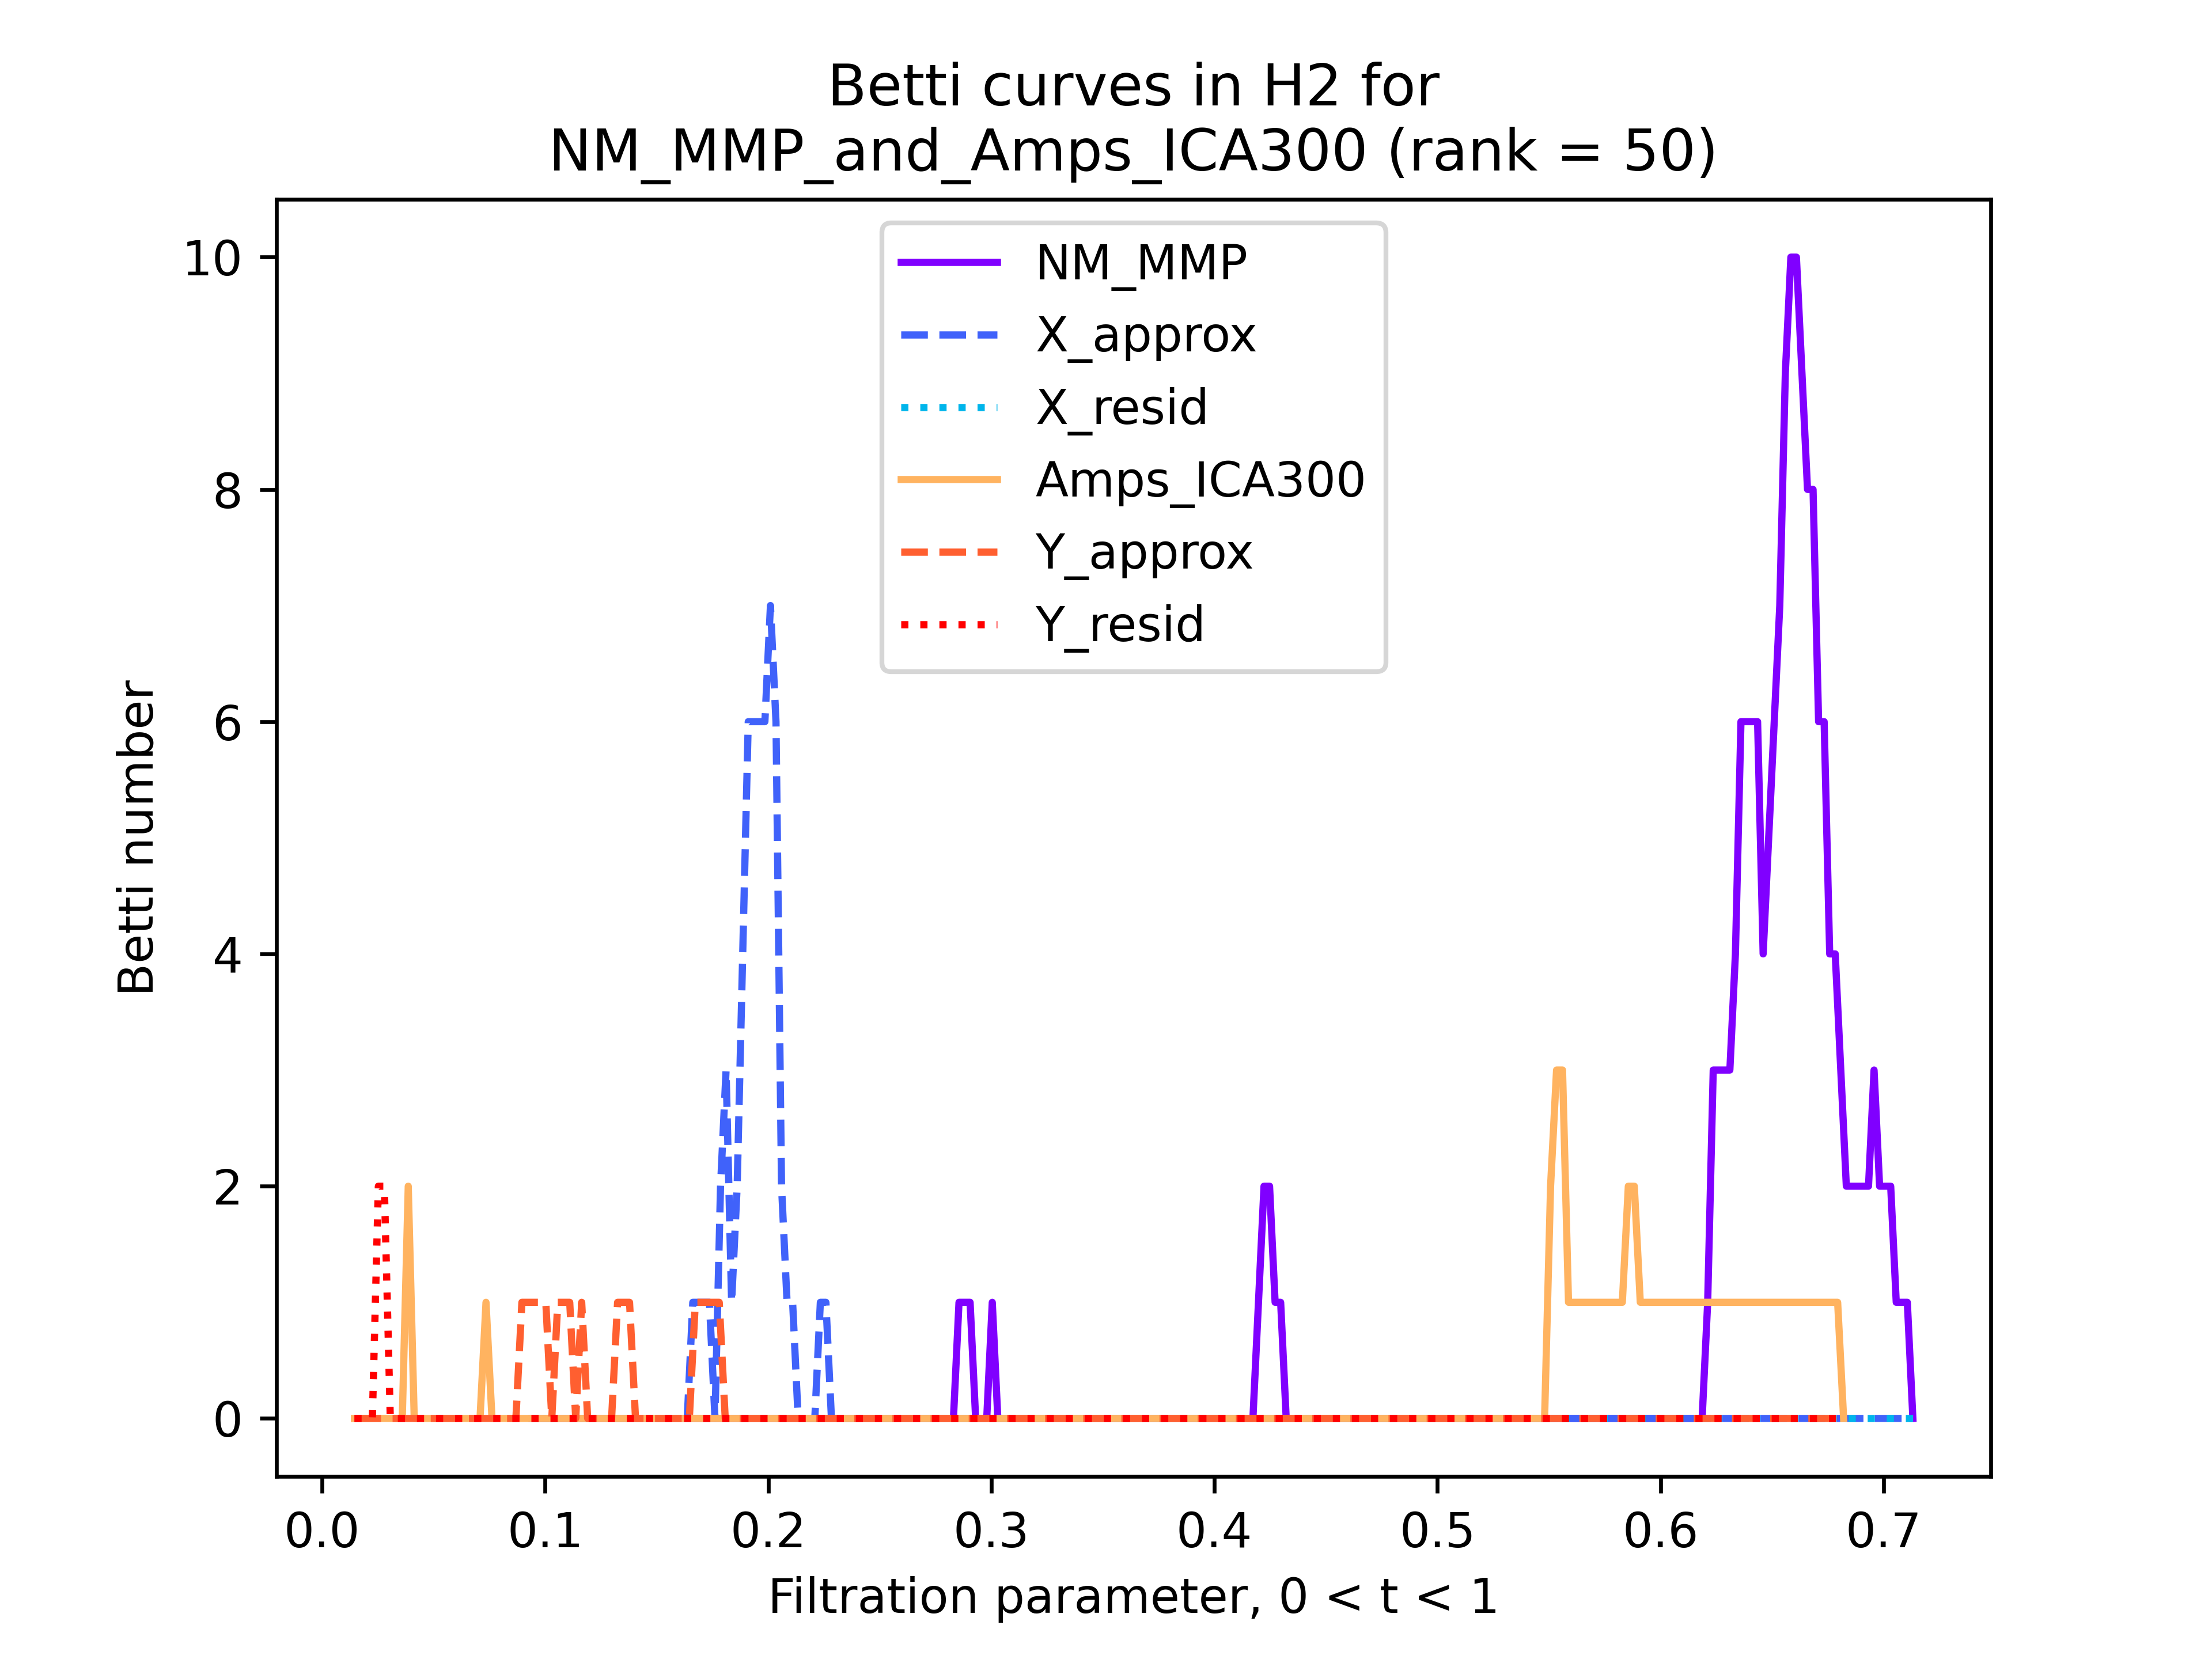 Betti curves in H2 for
NM_MMP_and_Amps_ICA300 (rank = 50)
NM_MMP
X_approx
X_resid
Amps_ICA300
Y_approx
Y_resid
Betti number
10
8
6
4
2
0
0.0 0.1 0.2 0.3 0.4 0.5 0.6 0.7
Filtration parameter, 0 < t < 1